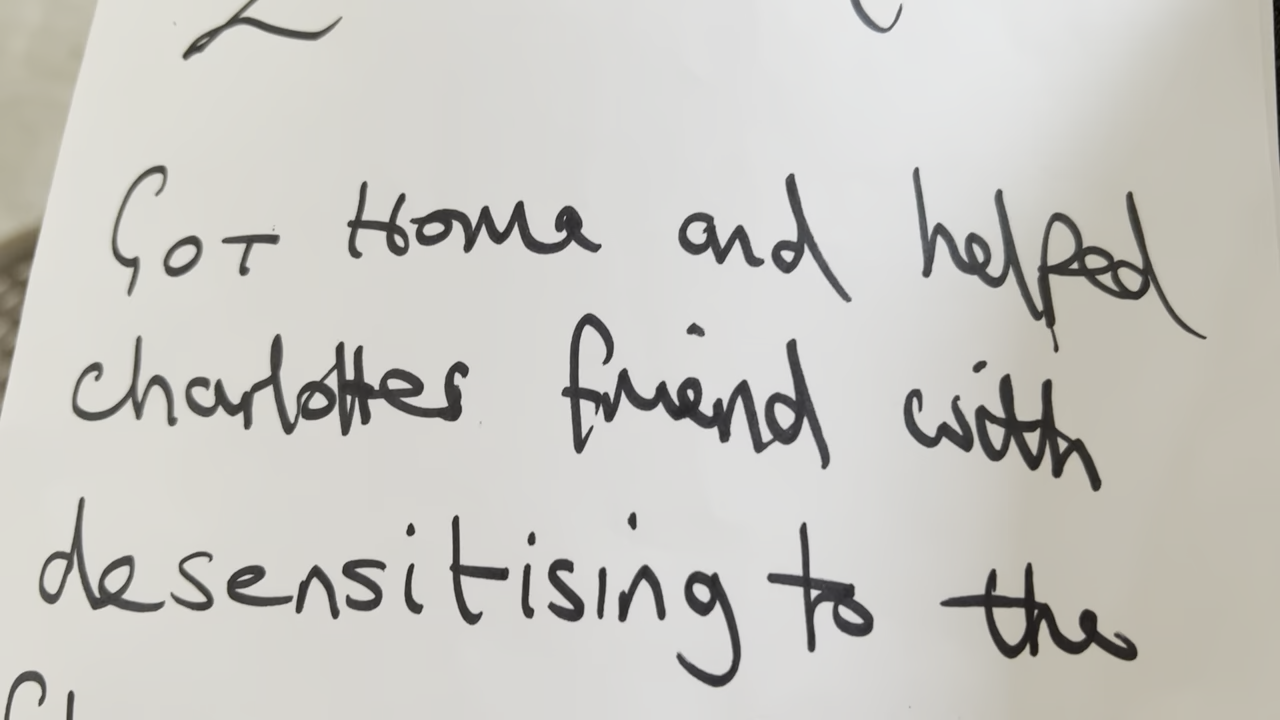 Got Home and helped
charlottes friend with
desensitising to the